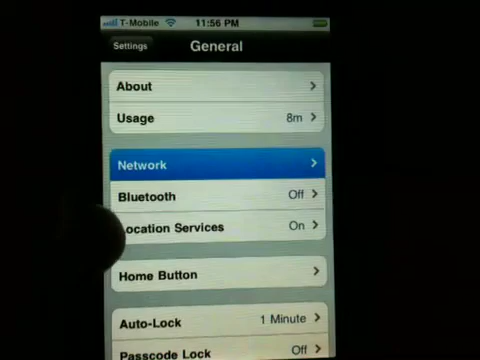 T-Mobile 11:56 PM
Settings General
About
Usage 8m
Network
Bluetooth Off
ocation Services On
Home Button
Auto-Lock 1 Minute
Passcode Lock Off